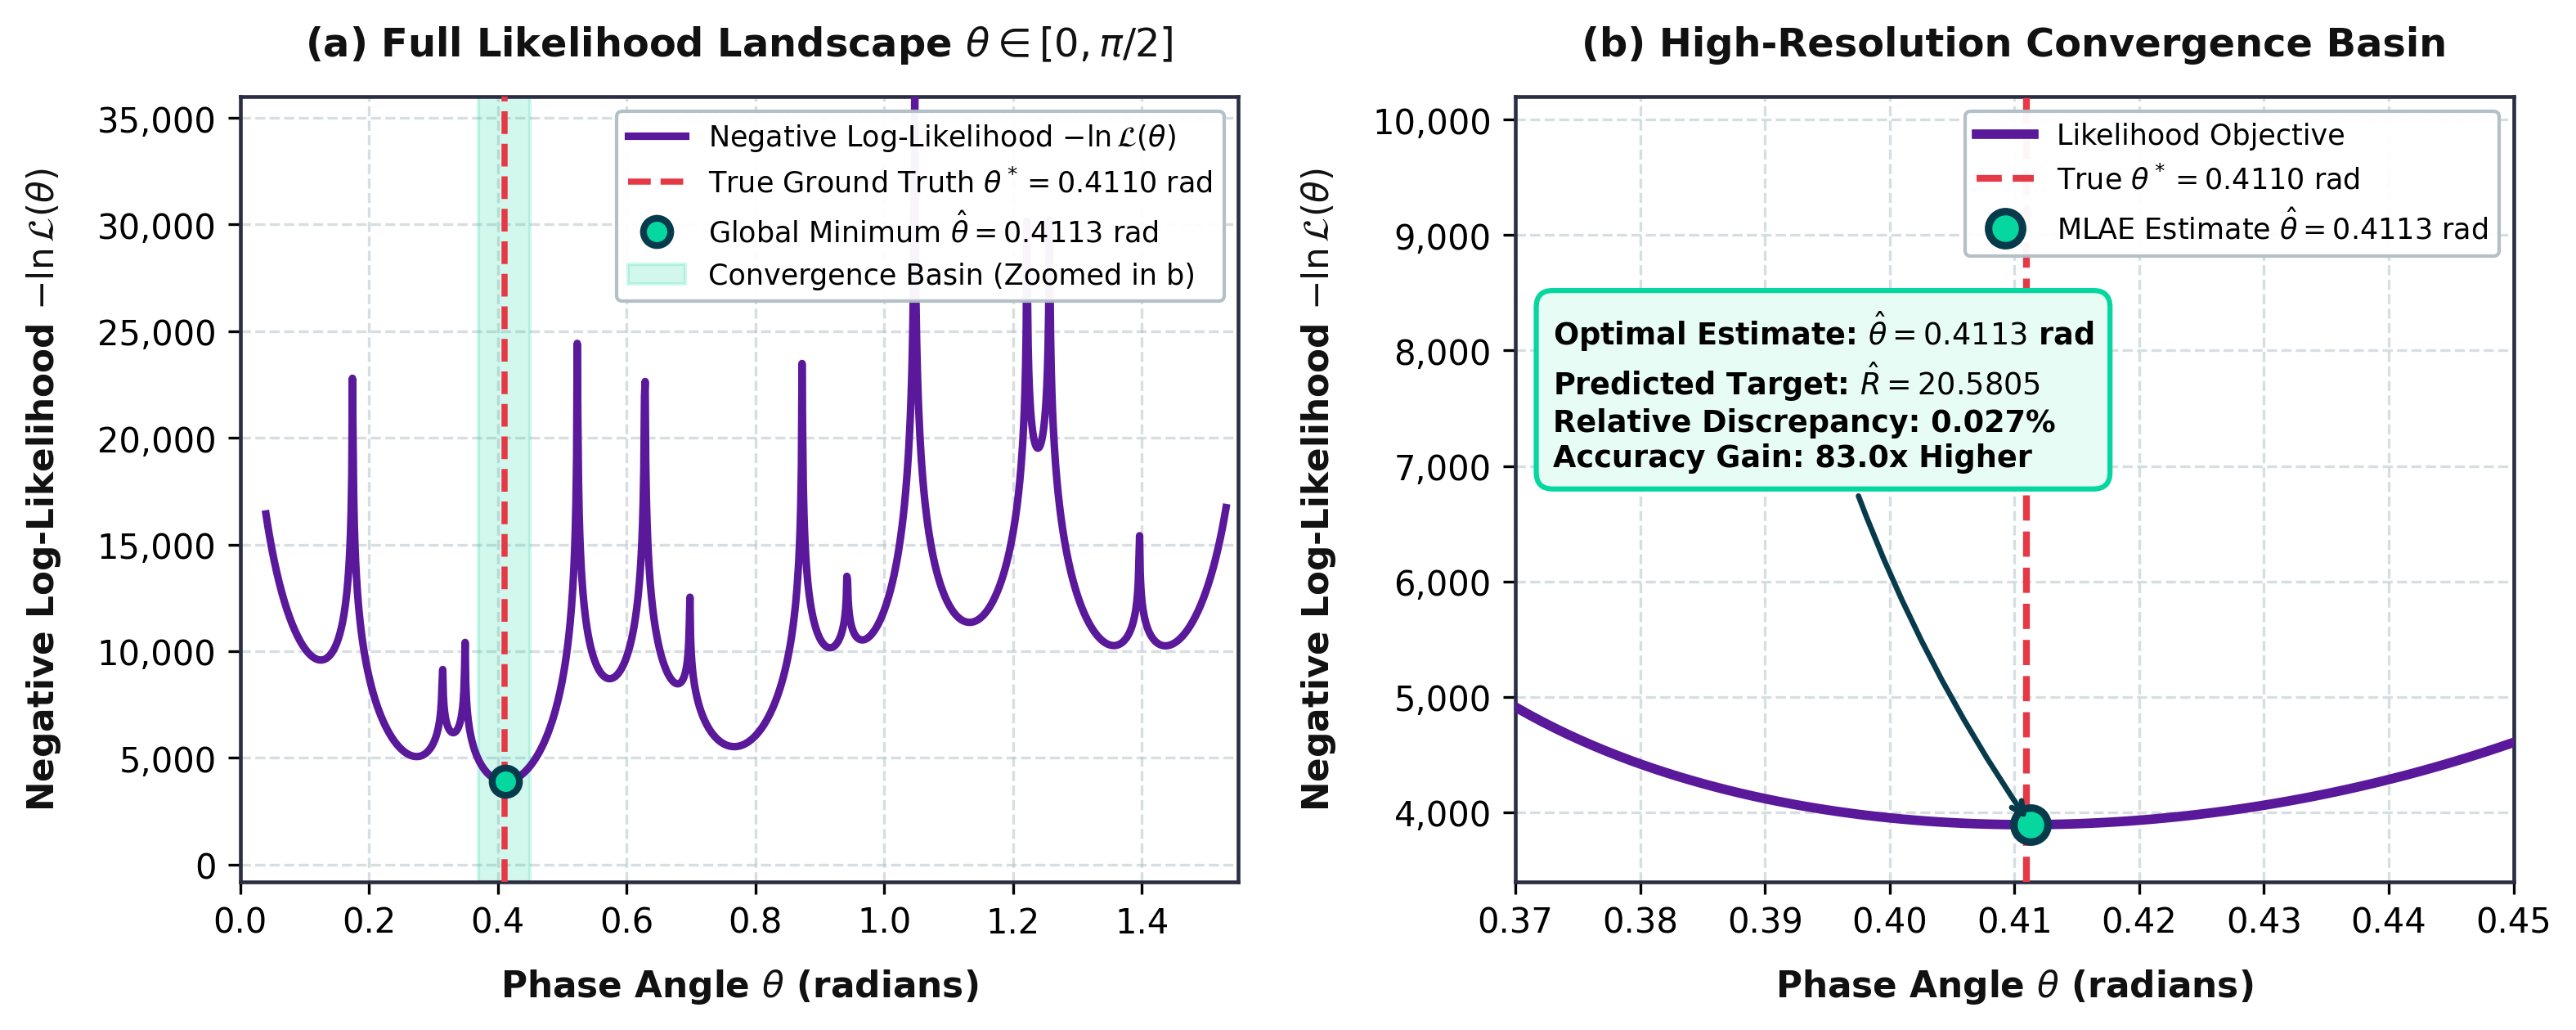 (a) Full Likelihood Landscape θ ∈ [0, π/2]
Negative Log-Likelihood −ln ℒ(θ)
35,000
30,000
25,000
20,000
15,000
10,000
5,000
0
Negative Log-Likelihood −ln ℒ(θ)
True Ground Truth θ* = 0.4110 rad
Global Minimum θ̂ = 0.4113 rad
Convergence Basin (Zoomed in b)
0.0 0.2 0.4 0.6 0.8 1.0 1.2 1.4
Phase Angle θ (radians)
(b) High-Resolution Convergence Basin
Negative Log-Likelihood −ln ℒ(θ)
10,000
9,000
8,000
7,000
6,000
5,000
4,000
Likelihood Objective
True θ* = 0.4110 rad
MLAE Estimate θ̂ = 0.4113 rad
Optimal Estimate: θ̂ = 0.4113 rad
Predicted Target: R̂ = 20.5805
Relative Discrepancy: 0.027%
Accuracy Gain: 83.0x Higher
0.37 0.38 0.39 0.40 0.41 0.42 0.43 0.44 0.45
Phase Angle θ (radians)